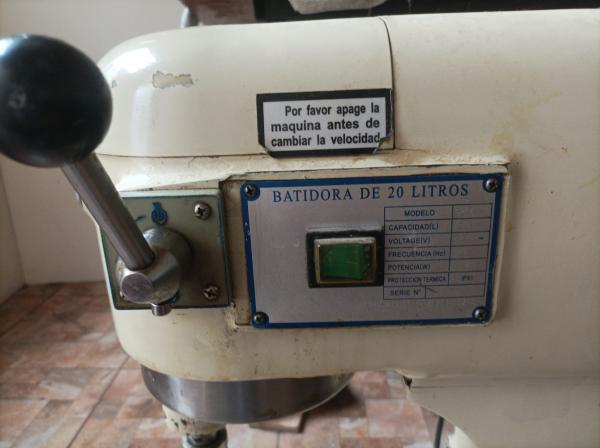 Por favor apage la
maquina antes de
cambiar la velocidad
BATIDORA DE 20 LITROS
MODELO
CAPACIDAD(L)
VOLTAGE(V)
FRECUENCIA(Hz)
POTENCIA(W)
PROTECCION TERMICA IPX1
SERIE N°